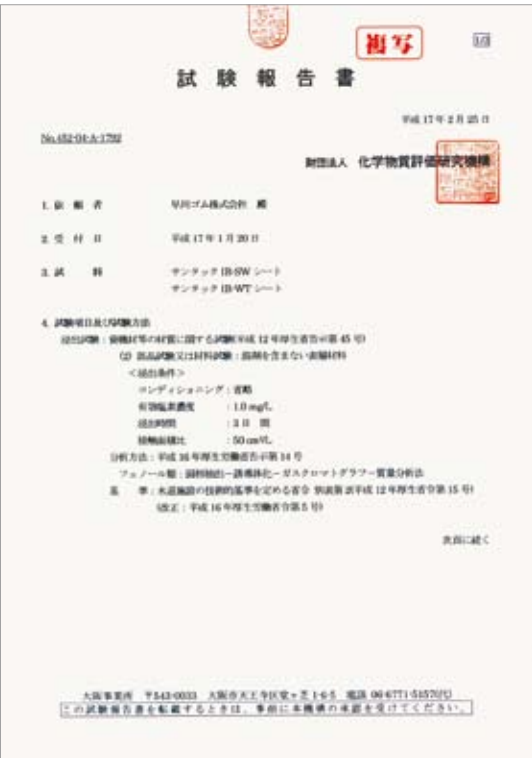 複写
1/2
試験報告書
平成17年2月25日
No.452-04-A-1792
財団法人 化学物質評価研究機構
1. 依頼者 早川ゴム株式会社 殿
2. 受付日 平成17年1月20日
3. 試料 サンタック IB-SW シート
サンタック IB-WT シート
4. 試験項目及び試験方法
浸出試験:資機材等の材質に関する試験(平成12年厚生省告示第45号)
(2) 部品試験又は材料試験:溶剤を含まない表層材料
<浸出条件>
コンディショニング:省略
有効塩素濃度 :1.0 mg/L
浸出時間 :3日間
接触面積比 :50 cm²/L
分析方法:平成16年厚生労働省告示第14号
フェノール類:固相抽出-誘導体化-ガスクロマトグラフ-質量分析法
基準:水道施設の技術的基準を定める省令 (平成12年厚生省令第15号)
(改正:平成16年厚生労働省令第5号)
次頁に続く
大阪事業所 〒543-0033 大阪市天王寺区堂ヶ芝1-6-5 電話 06-6771-5157(代)
この試験報告書を転載するときは、事前に本機構の承認を受けてください。